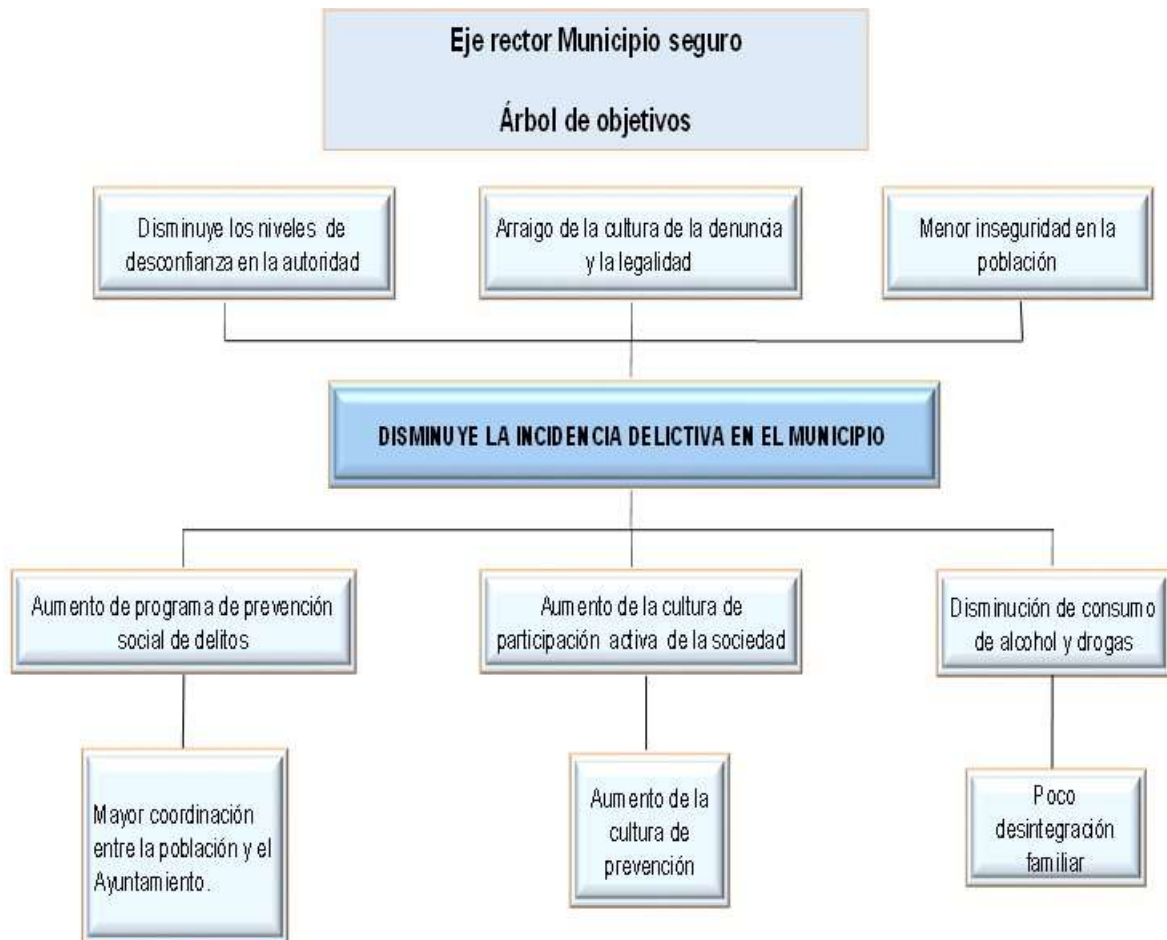 Eje rector Municipio seguro
Árbol de objetivos
Disminuye los niveles de
desconfianza en la autoridad
Arraigo de la cultura de la denuncia
y la legalidad
Menor inseguridad en la
población
DISMINUYE LA INCIDENCIA DELICTIVA EN EL MUNICIPIO
Aumento de programa de prevención
social de delitos
Aumento de la cultura de
participación activa de la sociedad
Disminución de consumo
de alcohol y drogas
Mayor coordinación
entre la población y el
Ayuntamiento.
Aumento de la
cultura de
prevención
Poco
desintegración
familiar